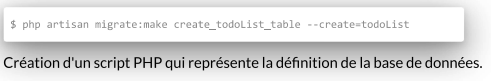 $ php artisan migrate:make create_todoList_table --create=todoList
Création d'un script PHP qui représente la définition de la base de données.